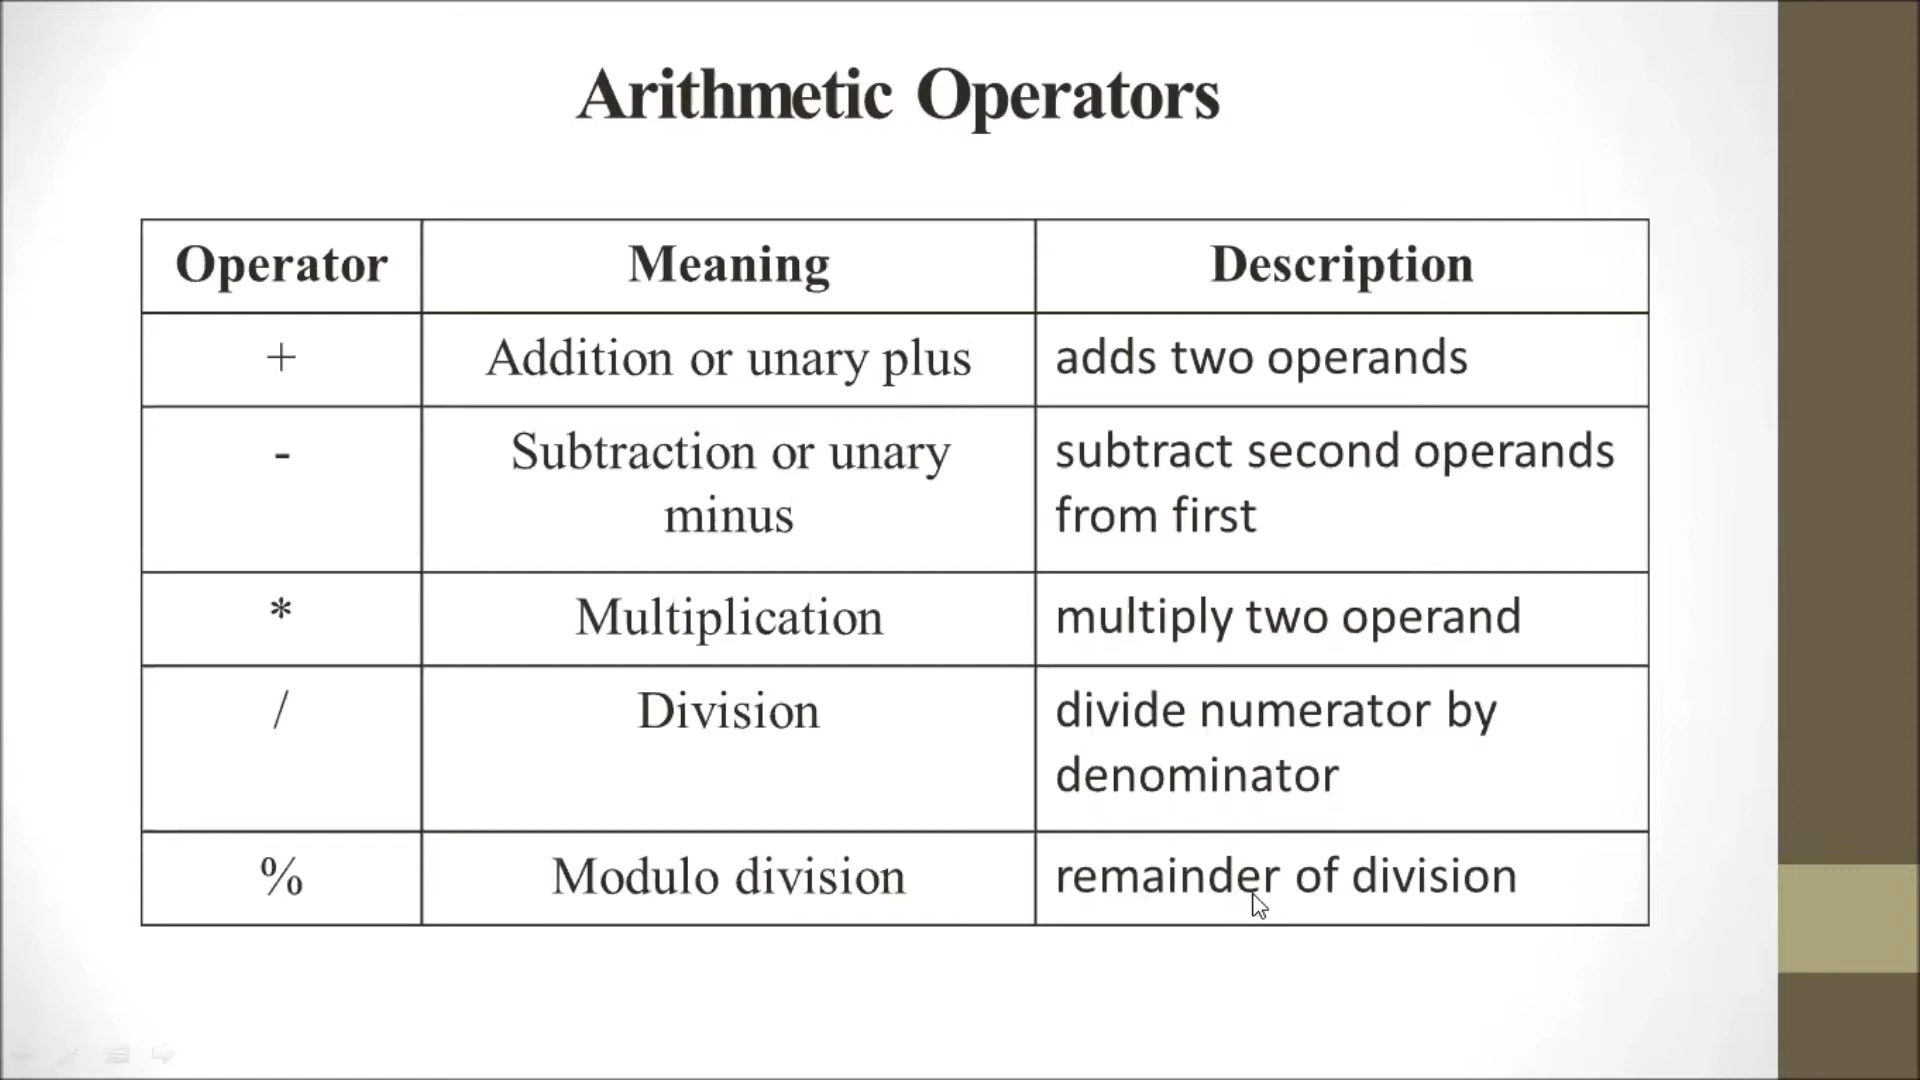 Arithmetic Operators
Operator Meaning Description
+ Addition or unary plus adds two operands
- Subtraction or unary subtract second operands
minus from first
* Multiplication multiply two operand
/ Division divide numerator by
denominator
% Modulo division remainder of division